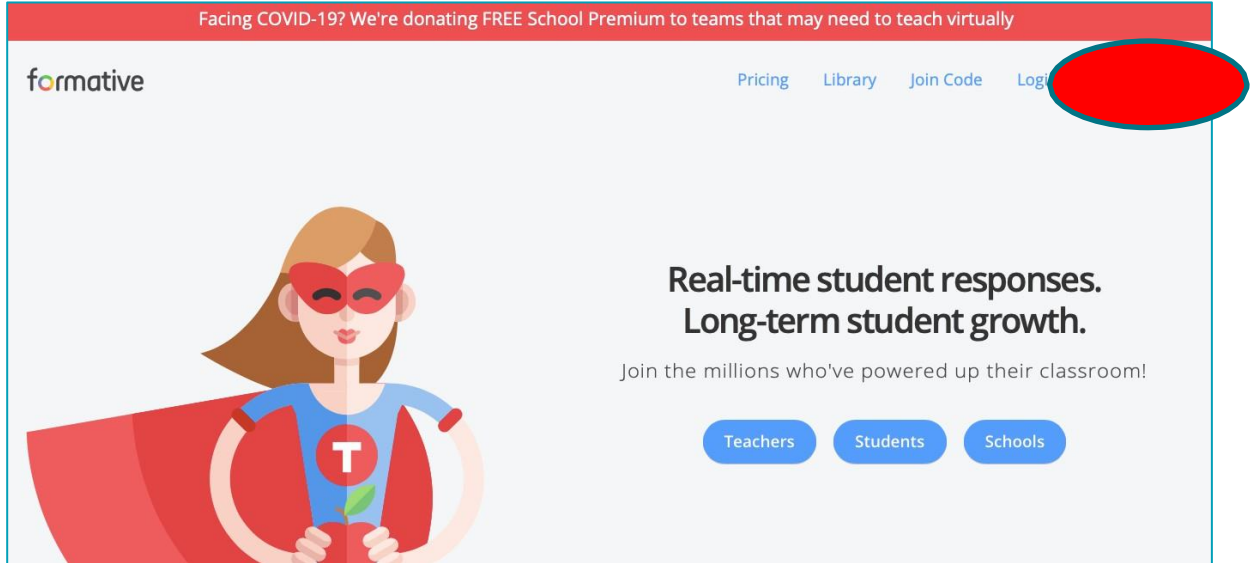 Facing COVID-19? We're donating FREE School Premium to teams that may need to teach virtually
formative
Pricing Library Join Code
Real-time student responses.
Long-term student growth.
Join the millions who've powered up their classroom!
Teachers Students Schools
T